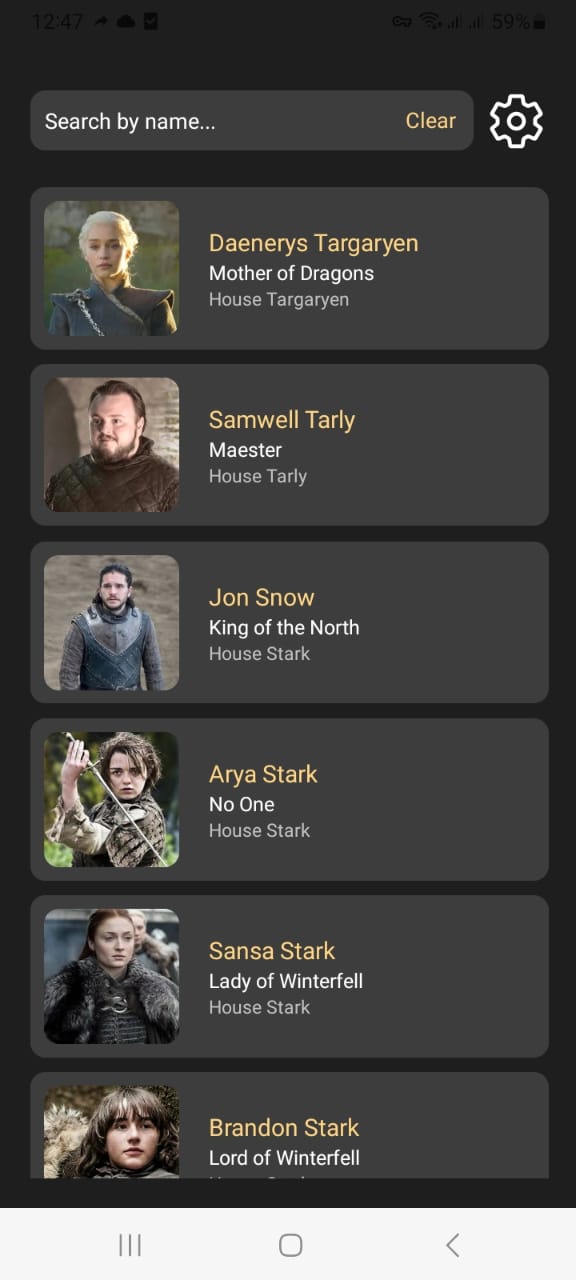 12:47
59%
Search by name...
Clear
Daenerys Targaryen
Mother of Dragons
House Targaryen
Samwell Tarly
Maester
House Tarly
Jon Snow
King of the North
House Stark
Arya Stark
No One
House Stark
Sansa Stark
Lady of Winterfell
House Stark
Brandon Stark
Lord of Winterfell